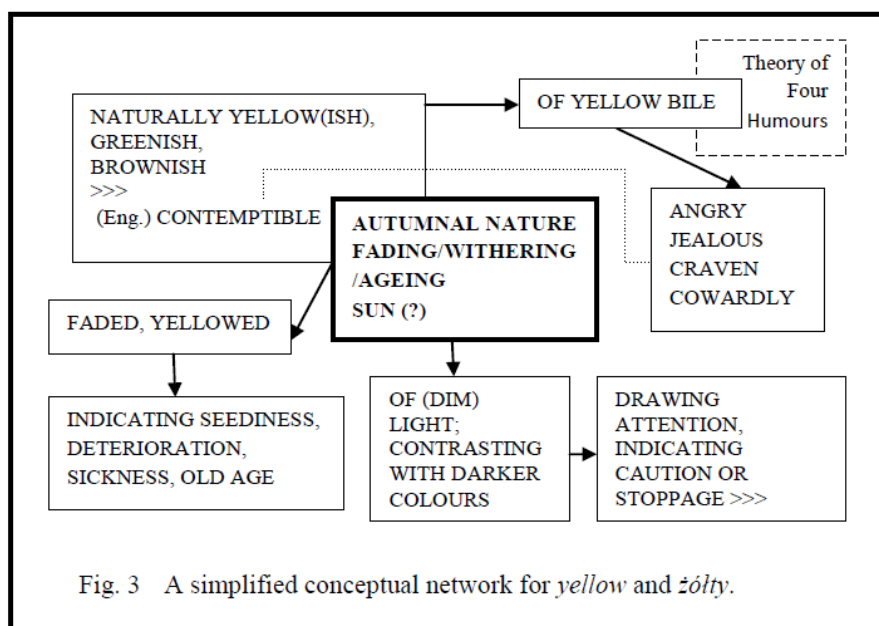 Theory of
Four
Humours
OF YELLOW BILE
NATURALLY YELLOW(ISH),
GREENISH,
BROWNISH
>>>
(Eng.) CONTEMPTIBLE
AUTUMNAL NATURE
FADING/WITHERING
/AGEING
SUN (?)
ANGRY
JEALOUS
CRAVEN
COWARDLY
FADED, YELLOWED
INDICATING SEEDINESS,
DETERIORATION,
SICKNESS, OLD AGE
OF (DIM)
LIGHT;
CONTRASTING
WITH DARKER
COLOURS
DRAWING
ATTENTION,
INDICATING
CAUTION OR
STOPPAGE >>>
Fig. 3 A simplified conceptual network for yellow and żółty.